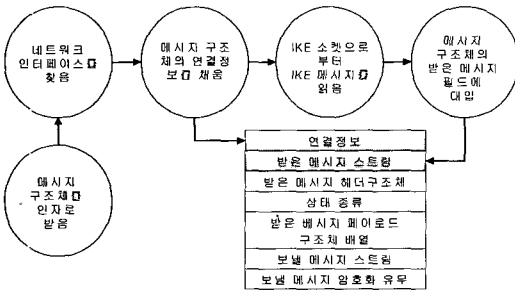 네트워크
인터페이스를
찾음
메시지 구조
체의 연결정
보를 채움
IKE 소켓으로
부터
IKE 메시지를
읽음
메시지
구조체의
받은 메시지
필드에
대입
메시지
구조체를
인자로
받음
연결정보
받은 메시지 스트링
받은 메시지 헤더구조체
상태 종류
받은 메시지 페이로드
구조체 배열
보낼 메시지 스트링
보낼 메시지 암호화 유무